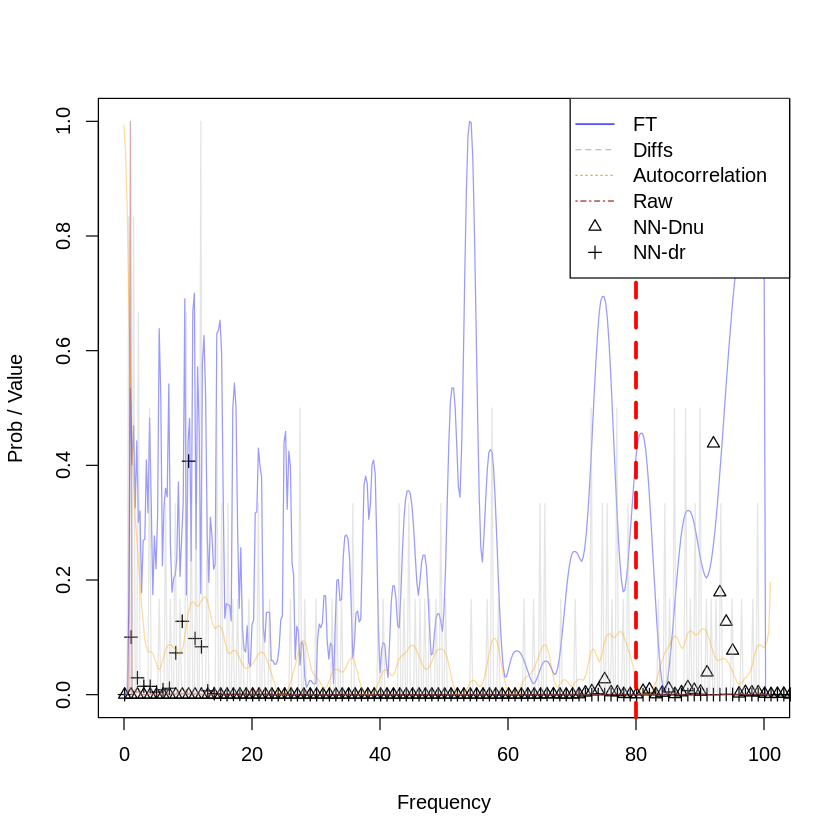 FT
Diffs
Autocorrelation
Raw
NN-Dnu
NN-dr
Prob / Value
1.0
0.8
0.6
0.4
0.2
0.0
0 20 40 60 80 100
Frequency